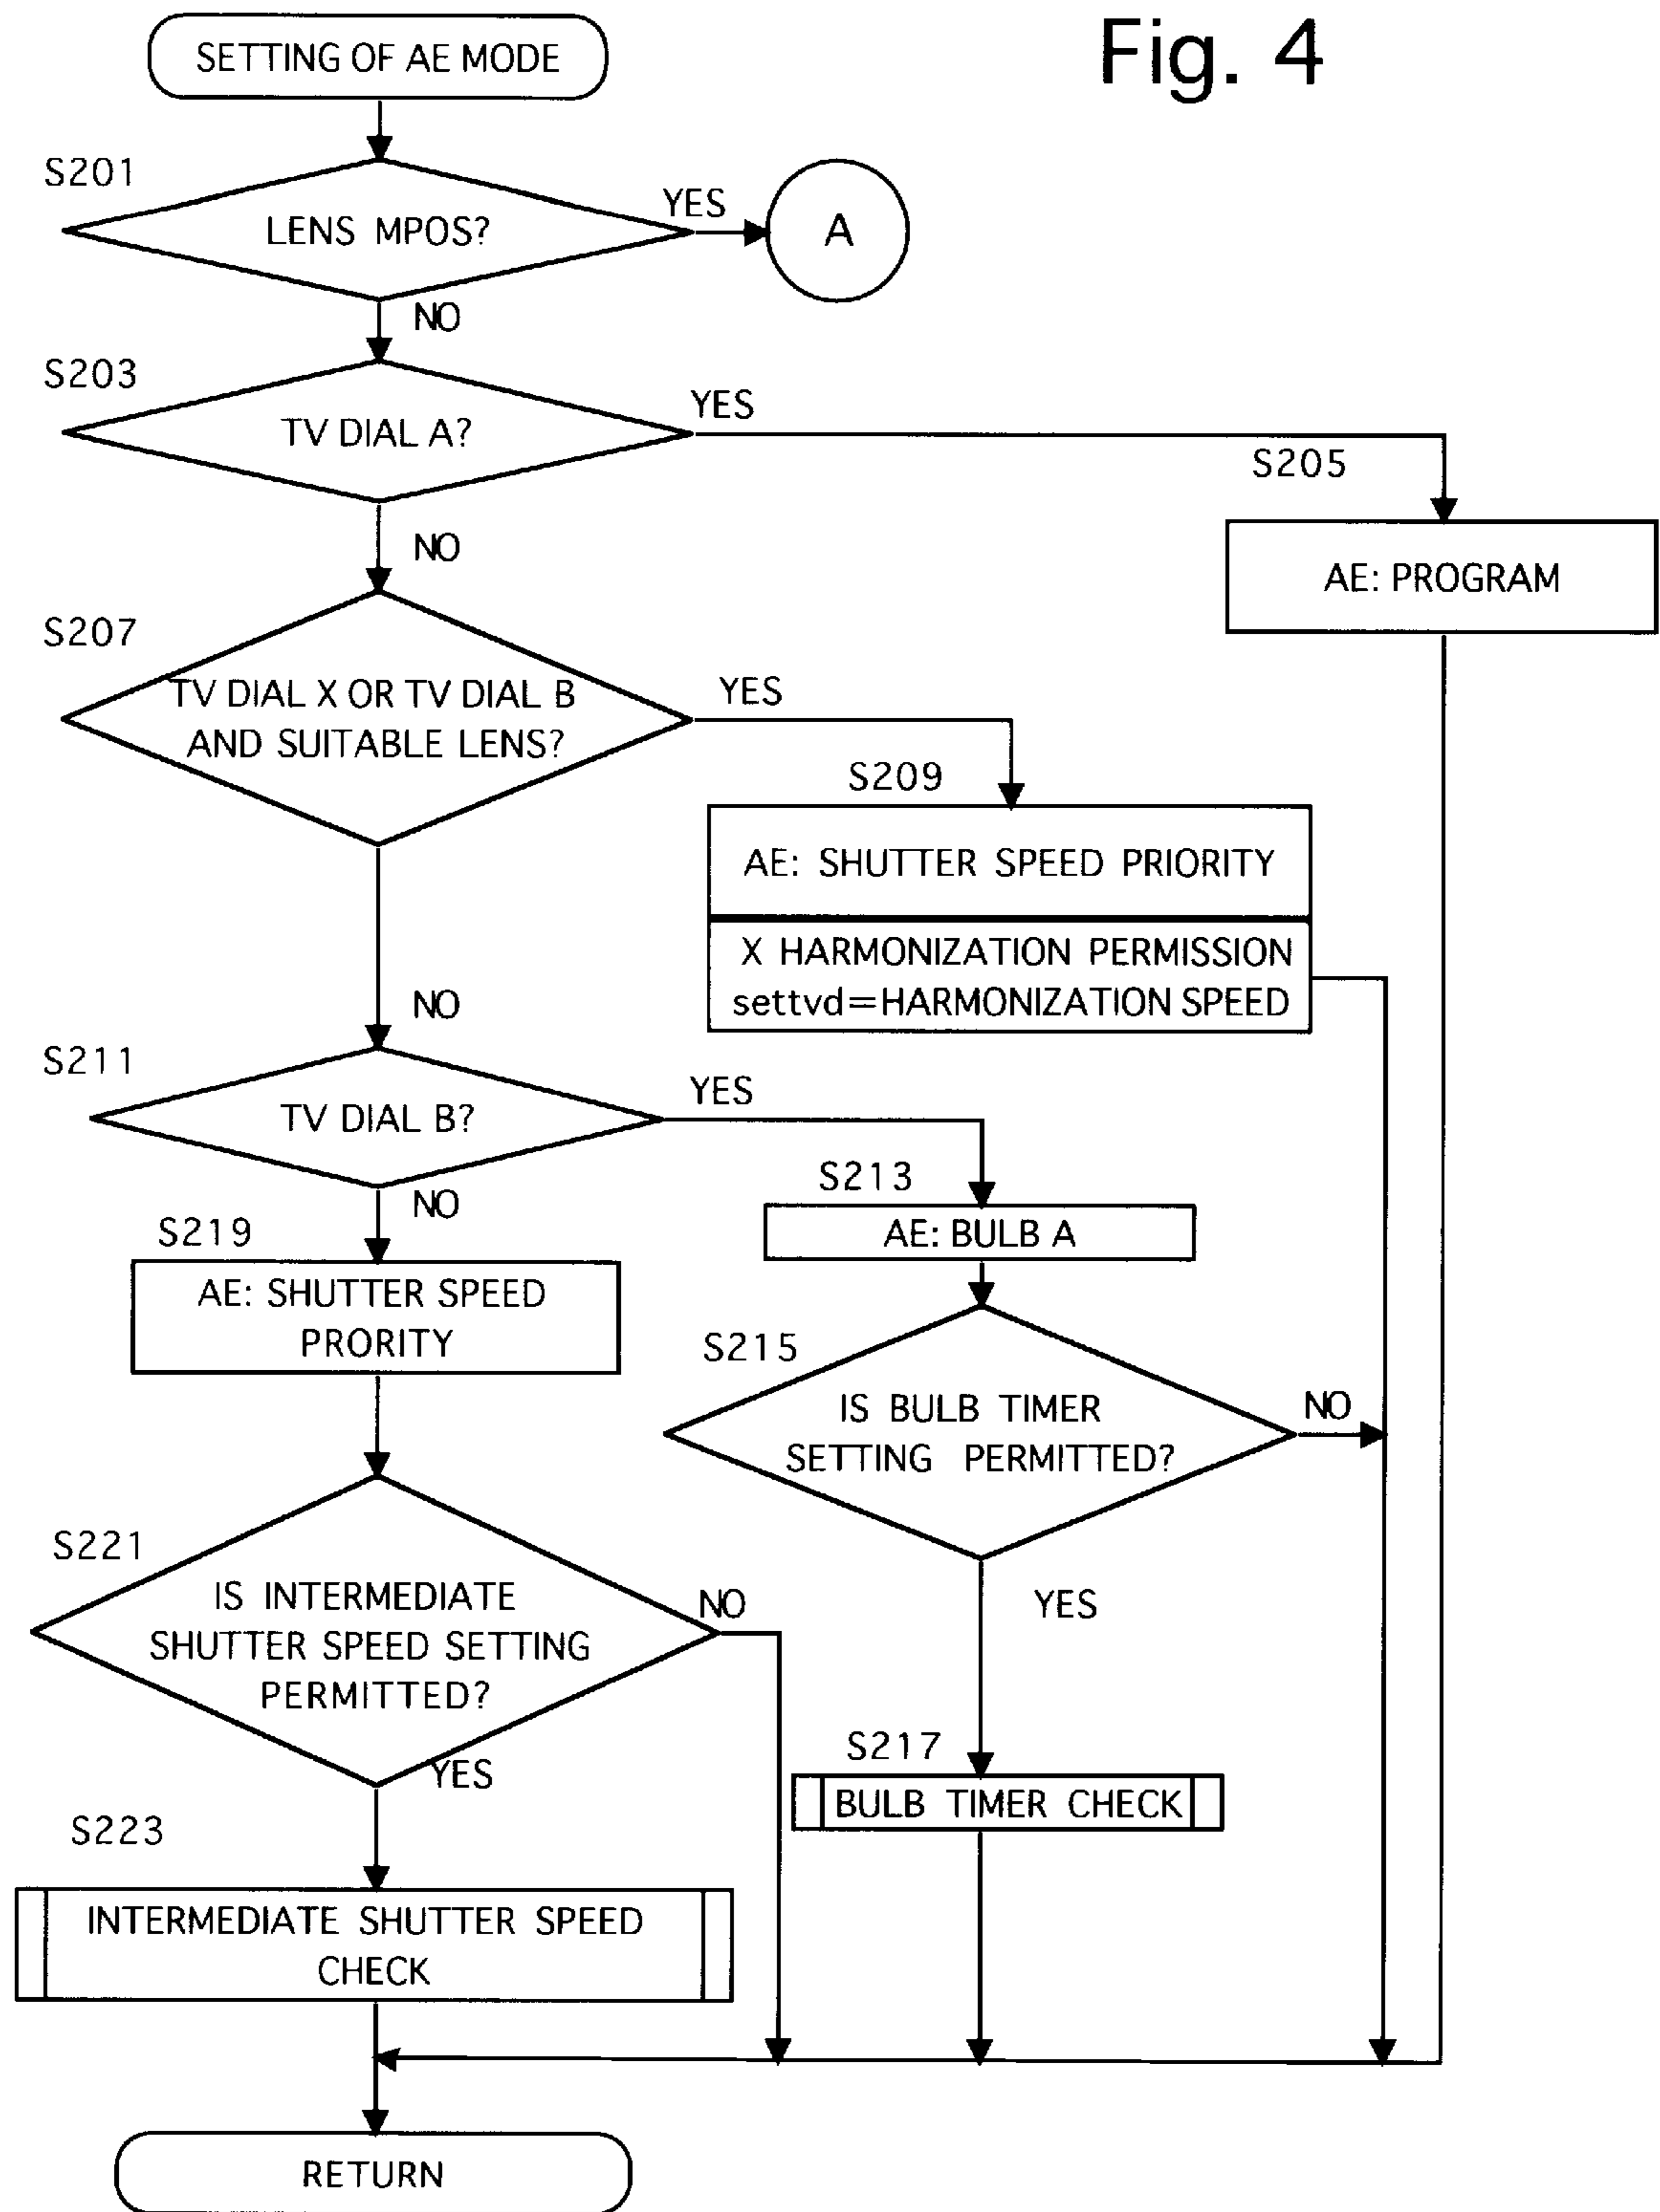 Fig. 4
SETTING OF AE MODE
S201
LENS MPOS?
YES
A
NO
S203
TV DIAL A?
YES
S205
AE: PROGRAM
NO
S207
TV DIAL X OR TV DIAL B
AND SUITABLE LENS?
YES
S209
AE: SHUTTER SPEED PRIORITY
X HARMONIZATION PERMISSION
settvd=HARMONIZATION SPEED
NO
S211
TV DIAL B?
YES
S213
AE: BULB A
NO
S219
AE: SHUTTER SPEED
PRORITY
S215
IS BULB TIMER
SETTING PERMITTED?
NO
YES
S221
IS INTERMEDIATE
SHUTTER SPEED SETTING
PERMITTED?
NO
YES
S217
BULB TIMER CHECK
S223
INTERMEDIATE SHUTTER SPEED
CHECK
RETURN